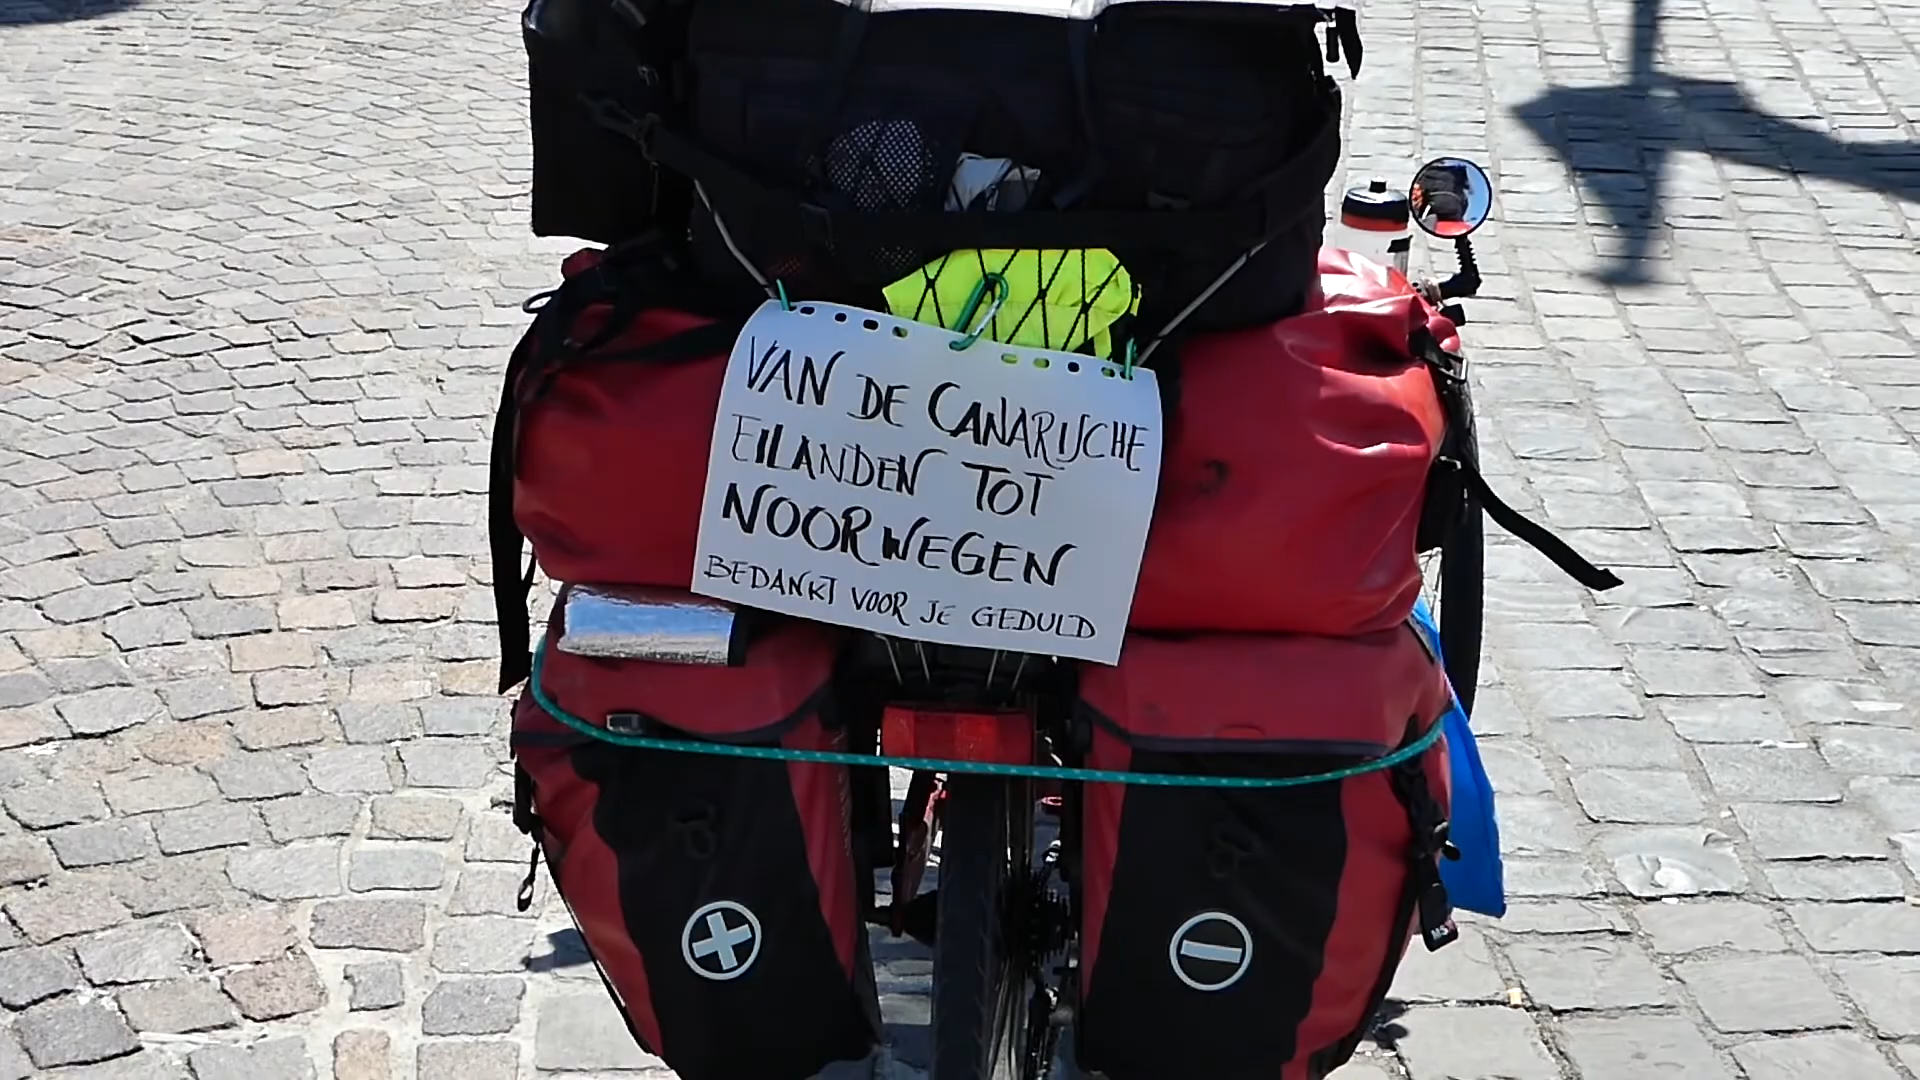 VAN DE CANARISCHE
EILANDEN TOT
NOORWEGEN
BEDANKT VOOR JE GEDULD